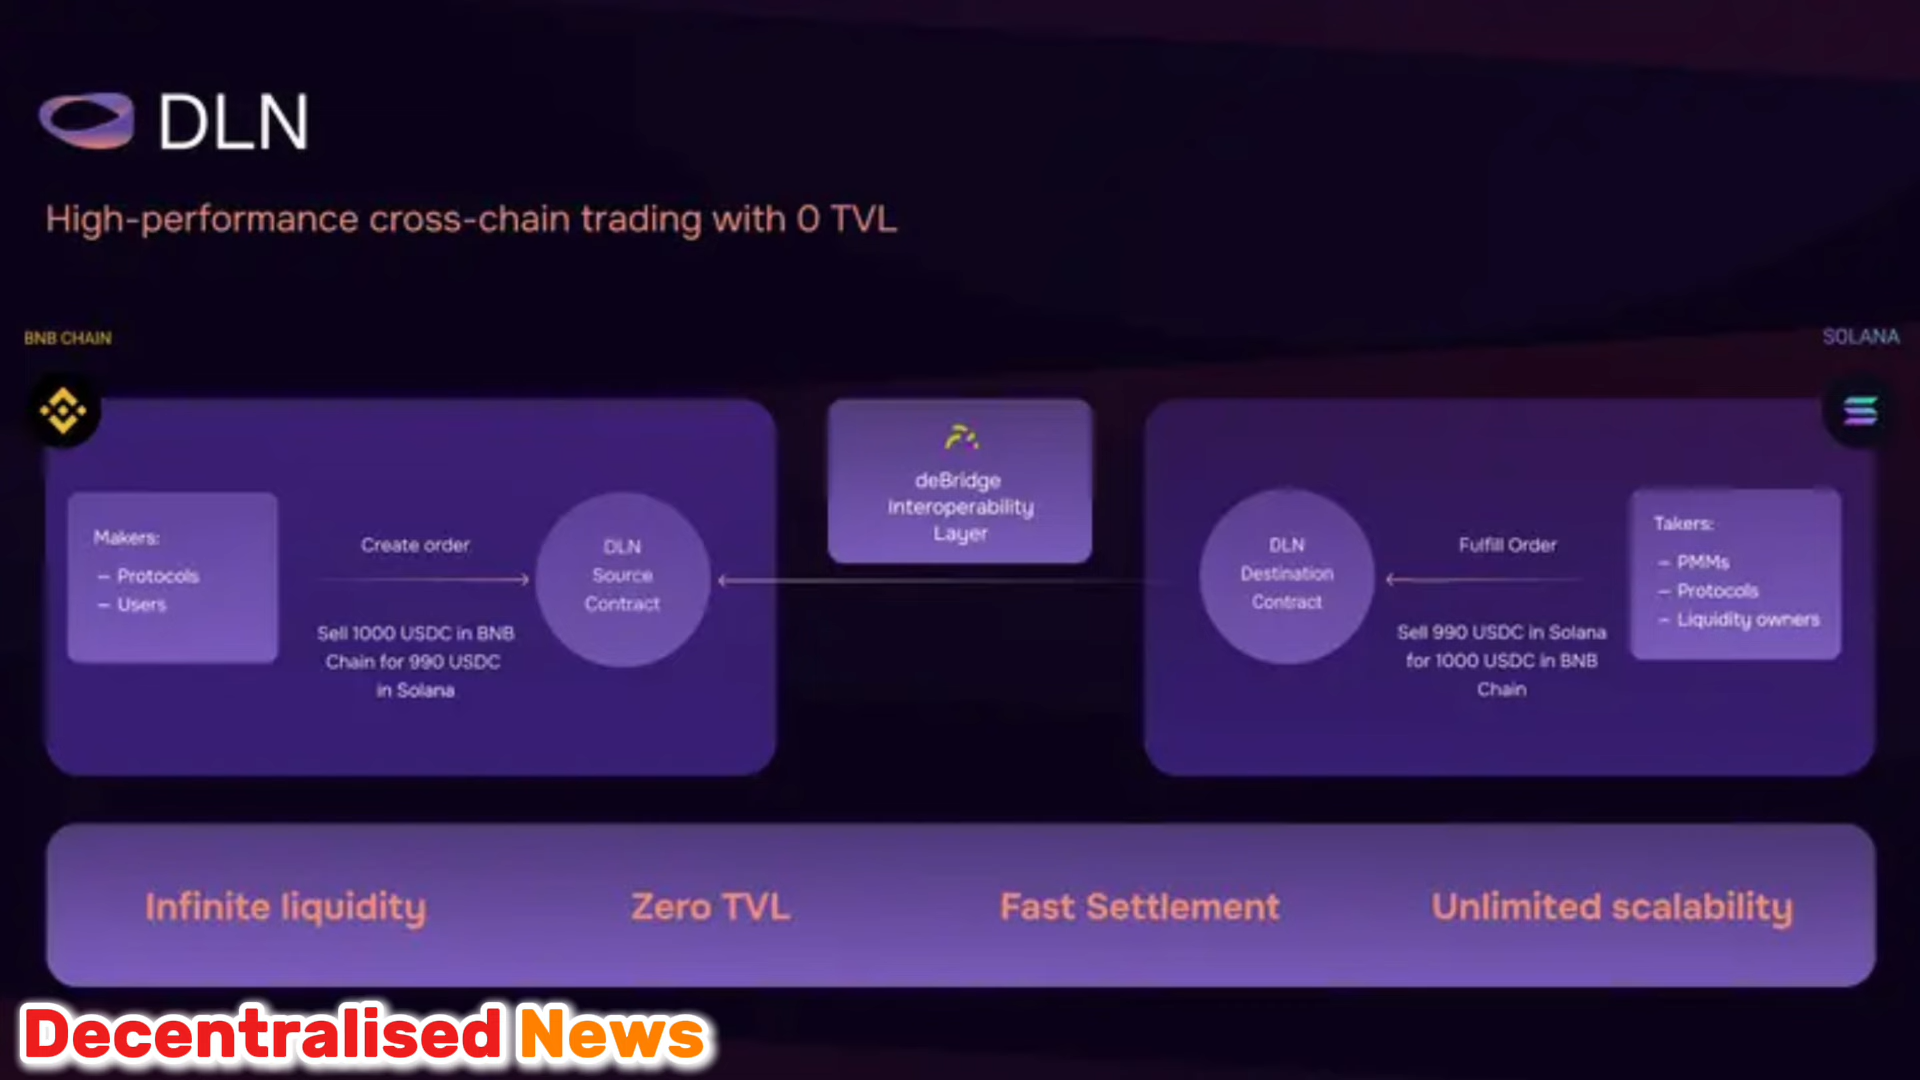 DLN
High-performance cross-chain trading with 0 TVL
BNB CHAIN
SOLANA
Makers:
– Protocols
– Users
Create order
Sell 1000 USDC in BNB
Chain for 990 USDC
in Solana
DLN
Source
Contract
deBridge
Interoperability
Layer
DLN
Destination
Contract
Fulfill Order
Sell 990 USDC in Solana
for 1000 USDC in BNB
Chain
Takers:
– PMMs
– Protocols
– Liquidity owners
Infinite liquidity
Zero TVL
Fast Settlement
Unlimited scalability
Decentralised News